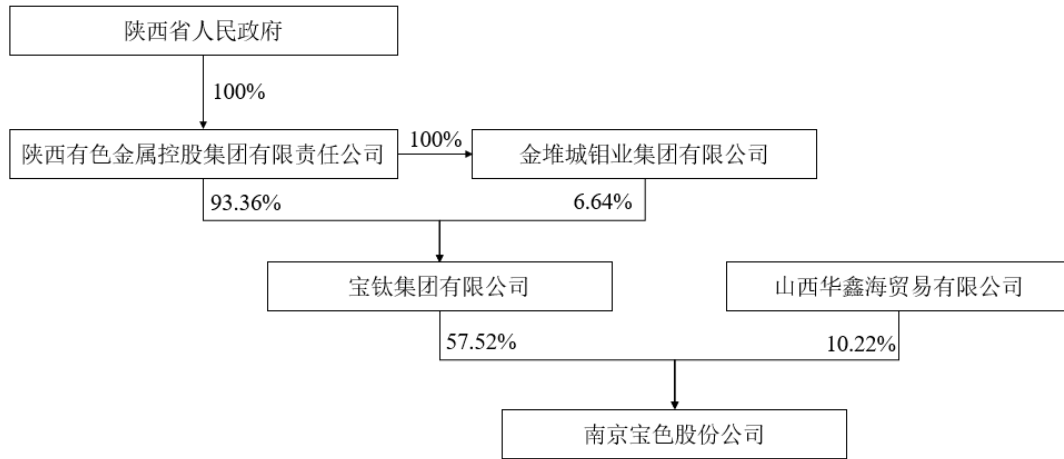 陕西省人民政府
100%
陕西有色金属控股集团有限责任公司
100%
金堆城钼业集团有限公司
93.36%
6.64%
宝钛集团有限公司
山西华鑫海贸易有限公司
57.52%
10.22%
南京宝色股份公司